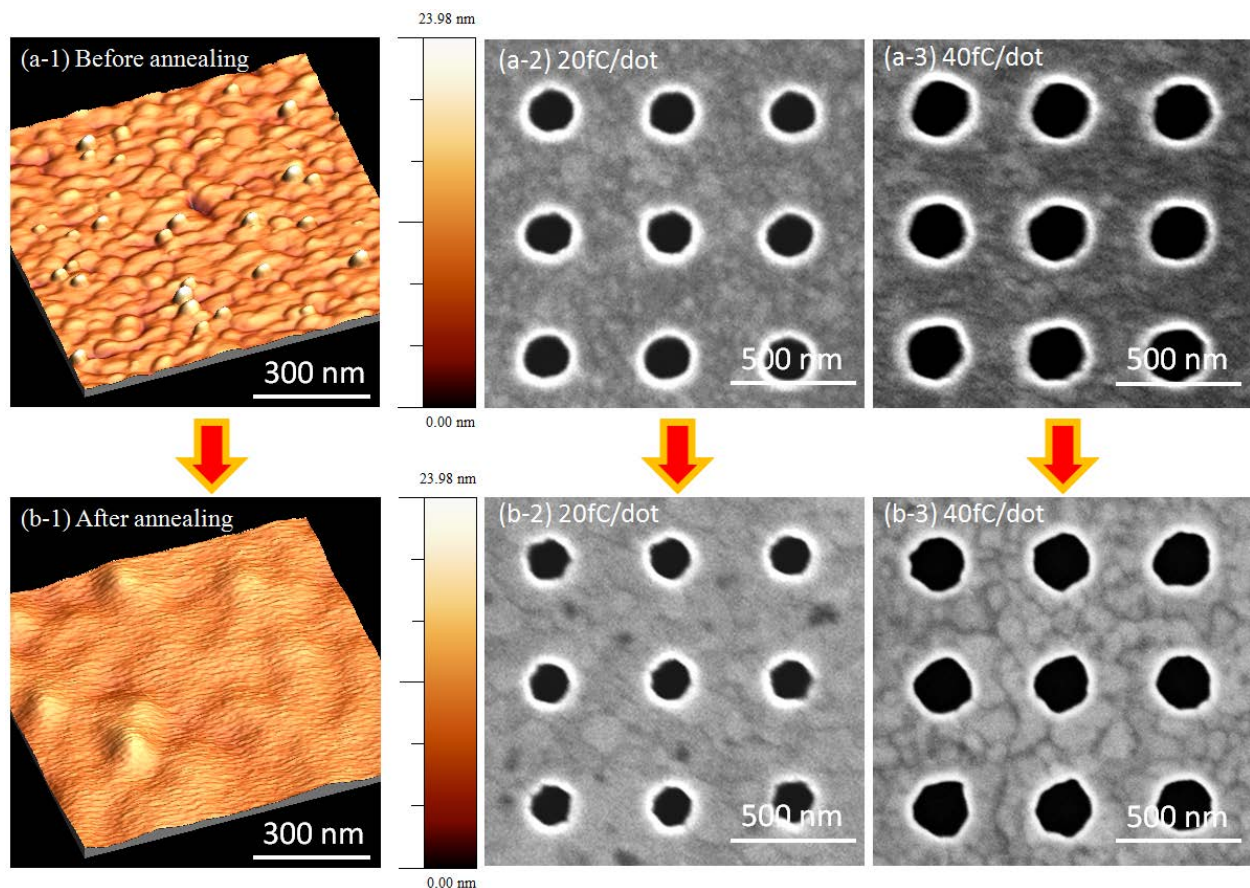 23.98 nm
(a-1) Before annealing
(a-2) 20fC/dot
(a-3) 40fC/dot
300 nm
500 nm
500 nm
0.00 nm
23.98 nm
(b-1) After annealing
(b-2) 20fC/dot
(b-3) 40fC/dot
300 nm
500 nm
500 nm
0.00 nm